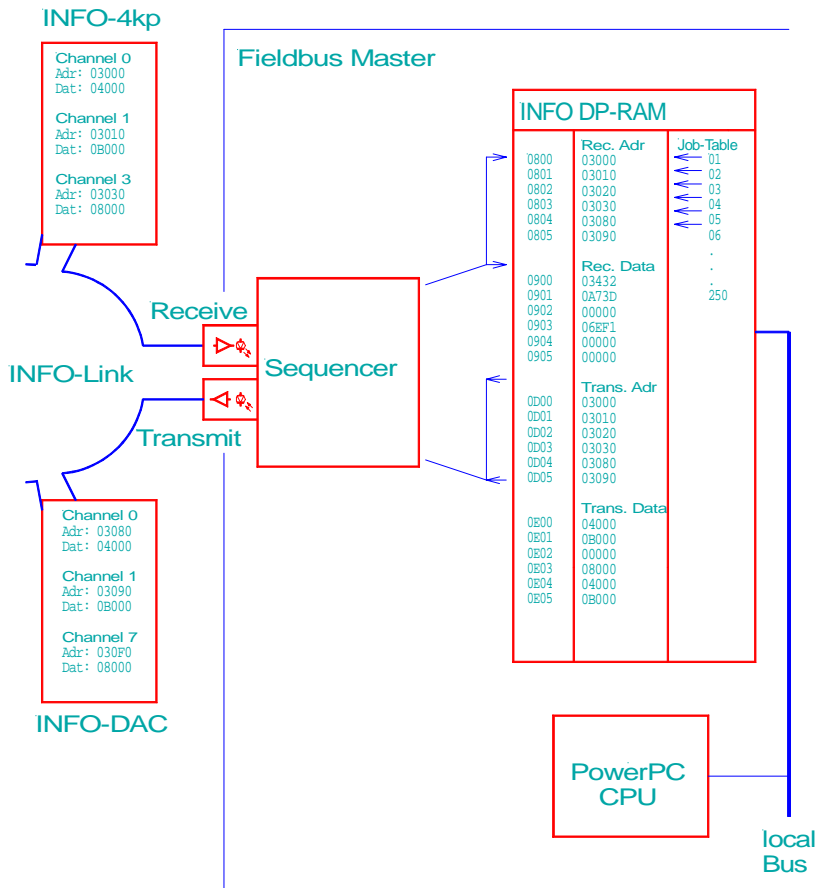 INFO-4kp
Channel 0
Adr: 03000
Dat: 04000
Channel 1
Adr: 03010
Dat: 0B000
Channel 3
Adr: 03030
Dat: 08000
Fieldbus Master
INFO DP-RAM
Rec. Adr
Job-Table
0800 03000 01
0801 03010 02
0802 03020 03
0803 03030 04
0804 03080 05
0805 03090 06
.
.
.
250
Rec. Data
0900 03432
0901 0A73D
0902 00000
0903 06EF1
0904 00000
0905 00000
Trans. Adr
0D00 03000
0D01 03010
0D02 03020
0D03 03030
0D04 03080
0D05 03090
Trans. Data
0E00 04000
0E01 0B000
0E02 00000
0E03 08000
0E04 04000
0E05 0B000
Receive
Sequencer
INFO-Link
Transmit
Channel 0
Adr: 03080
Dat: 04000
Channel 1
Adr: 03090
Dat: 0B000
Channel 7
Adr: 030F0
Dat: 08000
INFO-DAC
PowerPC
CPU
local
Bus